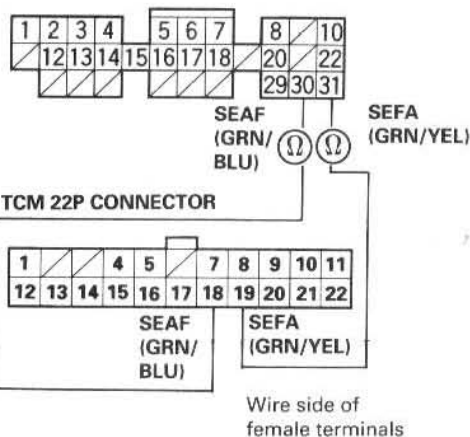 1 2 3 4 5 6 7 8 10
12 13 14 15 16 17 18 20 22
29 30 31
SEAF
(GRN/
BLU)
Ω Ω
SEFA
(GRN/YEL)
TCM 22P CONNECTOR
1 4 5 7 8 9 10 11
12 13 14 15 16 17 18 19 20 21 22
SEAF
(GRN/
BLU)
SEFA
(GRN/YEL)
Wire side of
female terminals